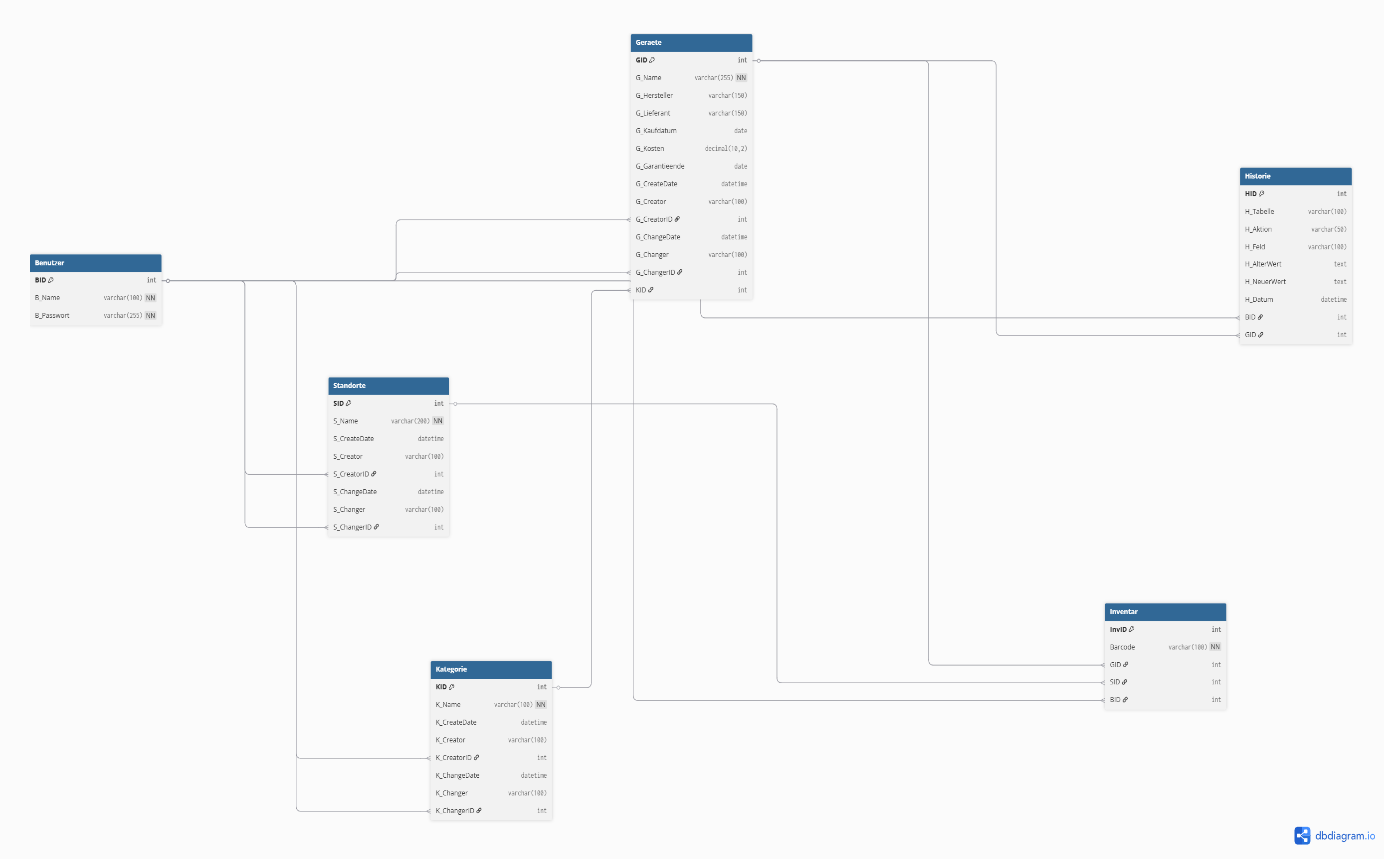 Geraete
GID int
G_Name varchar(255) NN
G_Hersteller varchar(150)
G_Lieferant varchar(150)
G_Kaufdatum date
G_Kosten decimal(10,2)
G_Garantieende date
G_CreateDate datetime
G_Creator varchar(100)
G_CreatorID int
G_ChangeDate datetime
G_Changer varchar(100)
G_ChangerID int
KID int
Historie
HID int
H_Tabelle varchar(100)
H_Aktion varchar(50)
H_Feld varchar(100)
H_AlterWert text
H_NeuerWert text
H_Datum datetime
BID int
GID int
Benutzer
BID int
B_Name varchar(100) NN
B_Passwort varchar(255) NN
Standorte
SID int
S_Name varchar(200) NN
S_CreateDate datetime
S_Creator varchar(100)
S_CreatorID int
S_ChangeDate datetime
S_Changer varchar(100)
S_ChangerID int
Inventar
InvID int
Barcode varchar(100) NN
GID int
SID int
BID int
Kategorie
KID int
K_Name varchar(100) NN
K_CreateDate datetime
K_Creator varchar(100)
K_CreatorID int
K_ChangeDate datetime
K_Changer varchar(100)
K_ChangerID int
dbdiagram.io